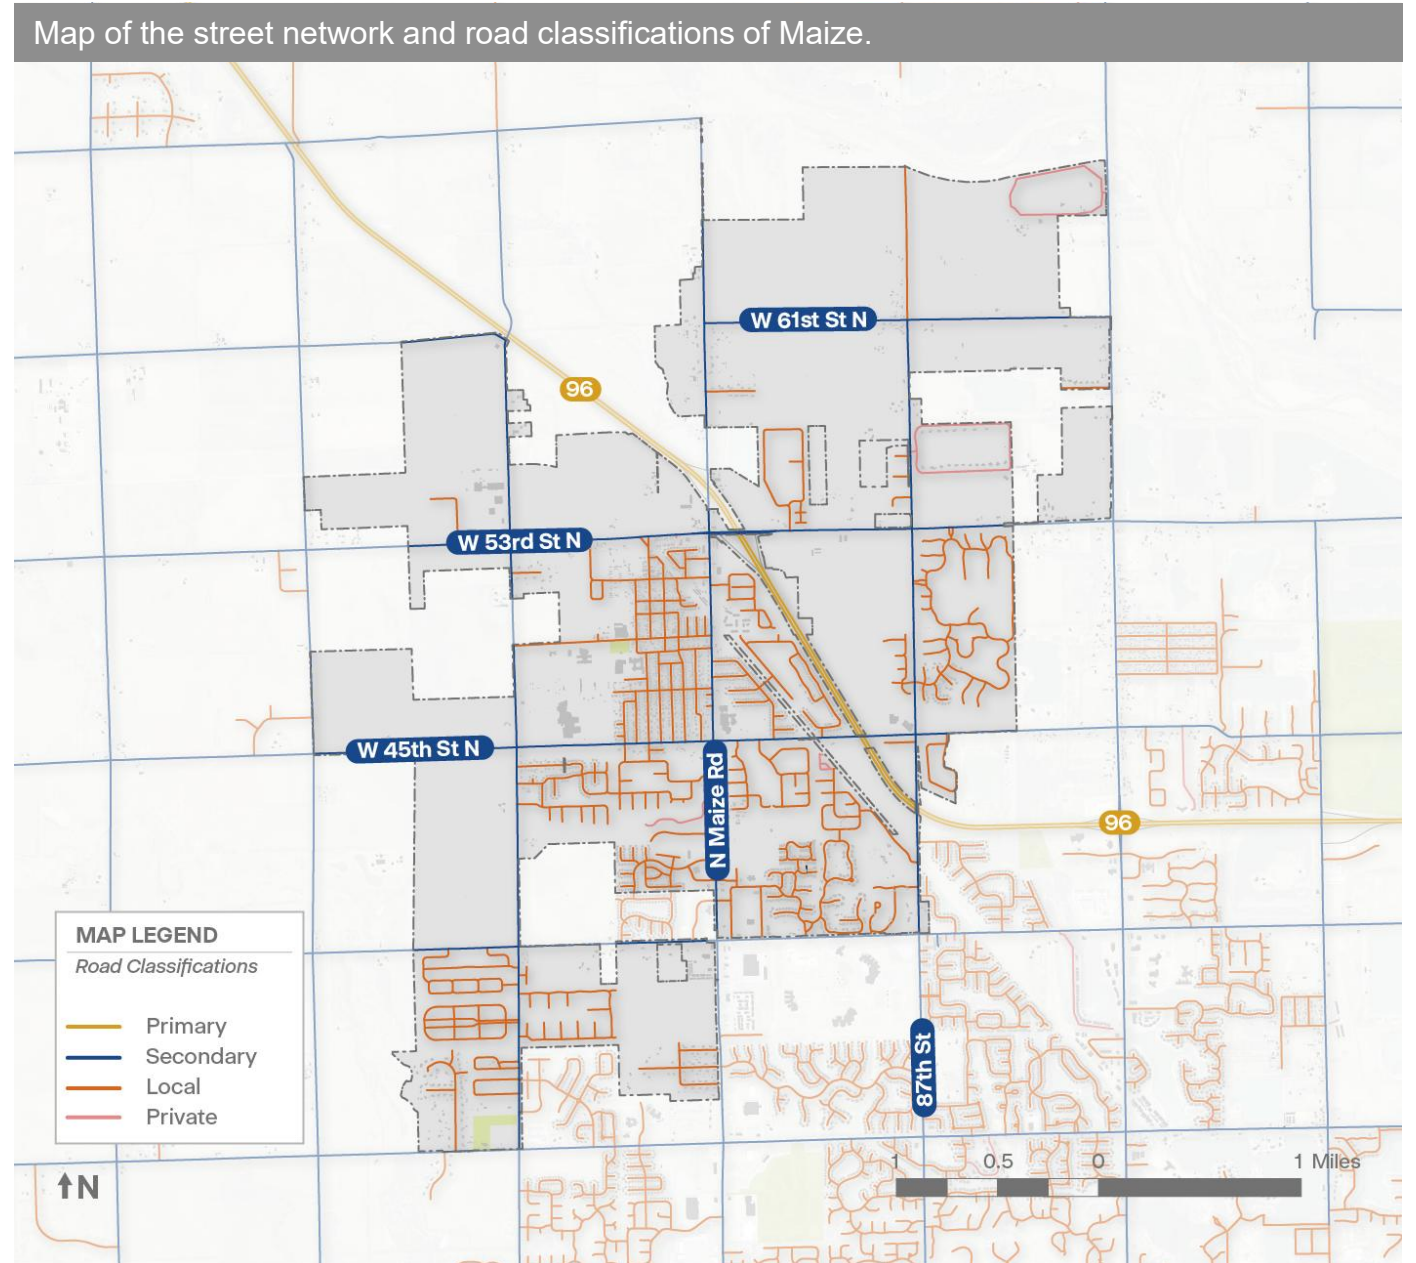 Map of the street network and road classifications of Maize.
W 61st St N
96
W 53rd St N
W 45th St N
N Maize Rd
96
MAP LEGEND
Road Classifications
Primary
Secondary
Local
Private
87th St
1 0.5 0 1 Miles
N